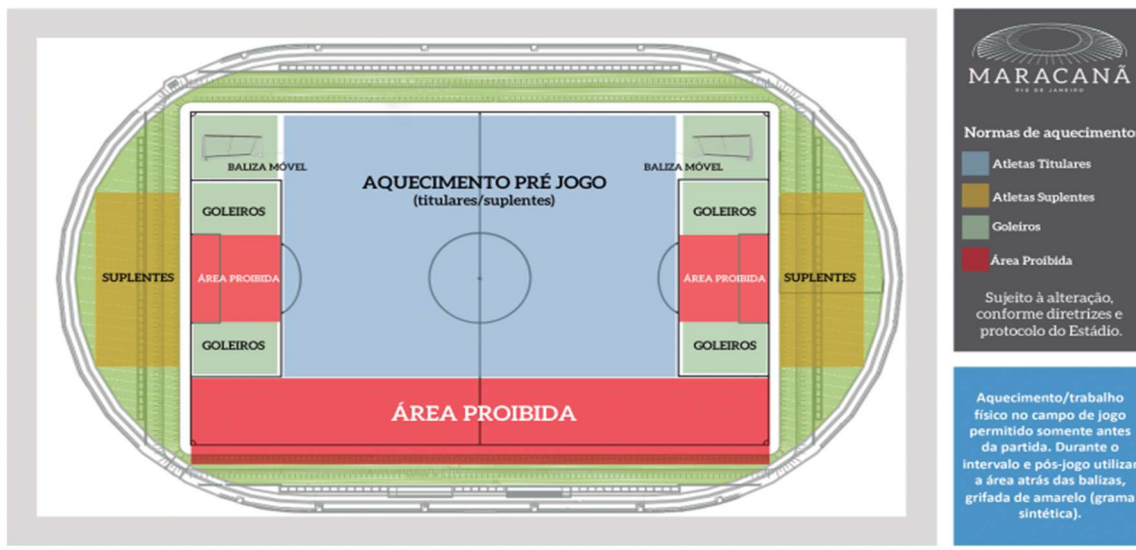 BALIZA MÓVEL
BALIZA MÓVEL
AQUECIMENTO PRÉ JOGO
(titulares/suplentes)
GOLEIROS
GOLEIROS
SUPLENTES
ÁREA PROIBIDA
ÁREA PROIBIDA
SUPLENTES
GOLEIROS
GOLEIROS
ÁREA PROIBIDA
MARACANÃ
RIO DE JANEIRO
Normas de aquecimento
Atletas Titulares
Atletas Suplentes
Goleiros
Área Proibida
Sujeito à alteração,
conforme diretrizes e
protocolo do Estádio.
Aquecimento/trabalho
físico no campo de jogo
permitido somente antes
da partida. Durante o
intervalo e pós-jogo utilizar
a área atrás das balizas,
grifada de amarelo (grama
sintética).